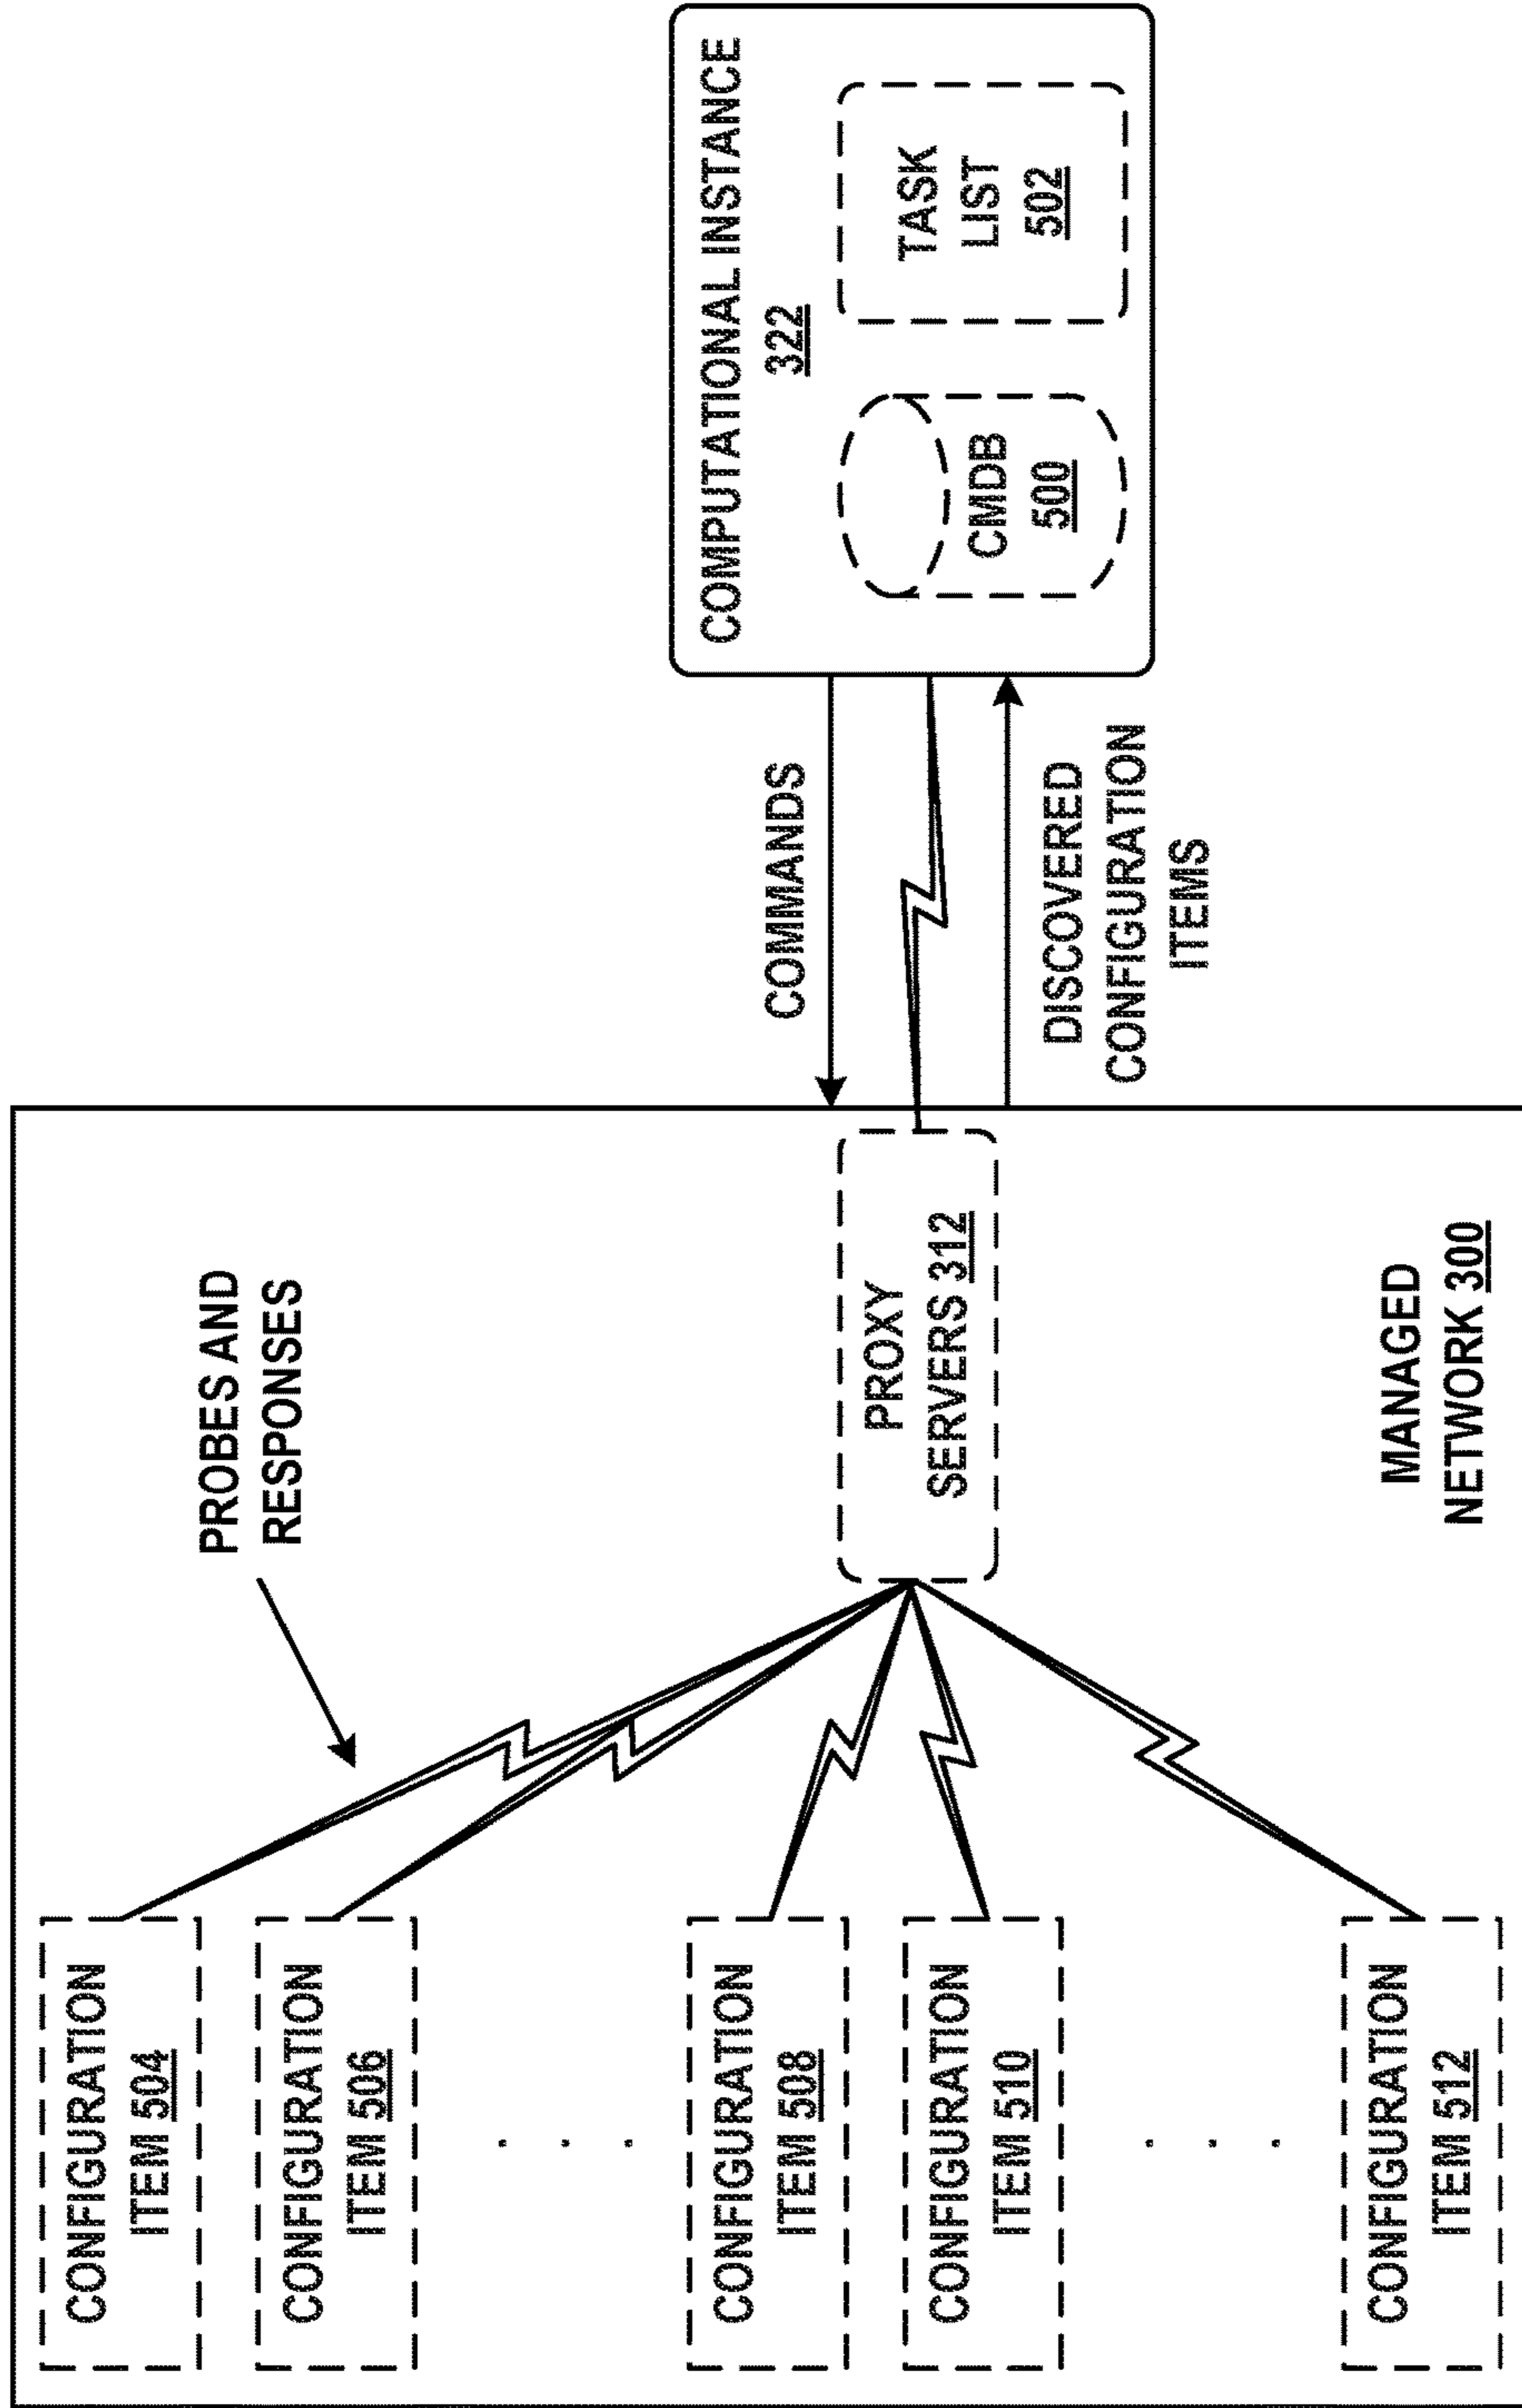 CONFIGURATION
ITEM 504
CONFIGURATION
ITEM 506
. . .
CONFIGURATION
ITEM 508
CONFIGURATION
ITEM 510
. . .
CONFIGURATION
ITEM 512
PROBES AND
RESPONSES
PROXY
SERVERS 312
MANAGED
NETWORK 300
COMMANDS
DISCOVERED
CONFIGURATION
ITEMS
COMPUTATIONAL INSTANCE
322
CMDB
500
TASK
LIST
502